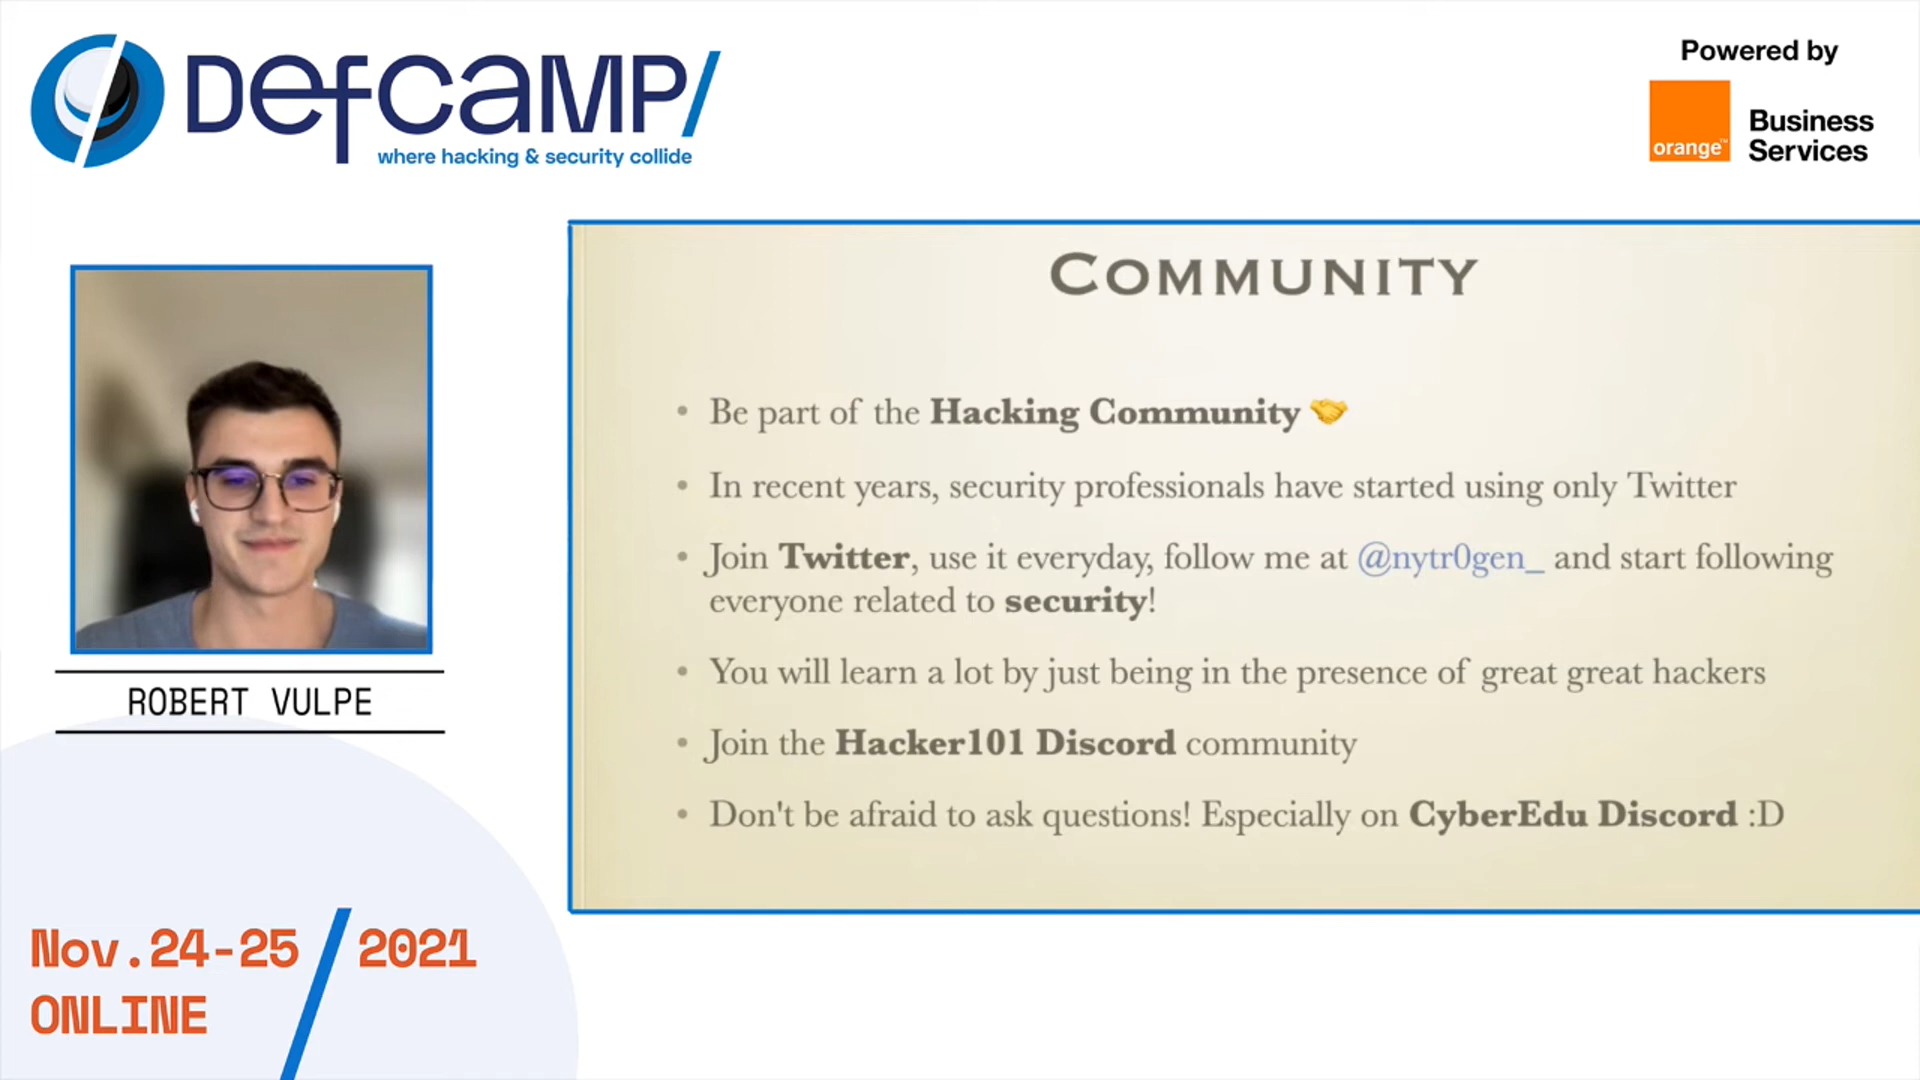 DefCamp/
where hacking & security collide
Powered by
orange™
Business
Services
COMMUNITY
• Be part of the Hacking Community 🤝
• In recent years, security professionals have started using only Twitter
• Join Twitter, use it everyday, follow me at @nytr0gen_ and start following
everyone related to security!
• You will learn a lot by just being in the presence of great great hackers
• Join the Hacker101 Discord community
• Don't be afraid to ask questions! Especially on CyberEdu Discord :D
ROBERT VULPE
Nov.24-25 / 2021
ONLINE